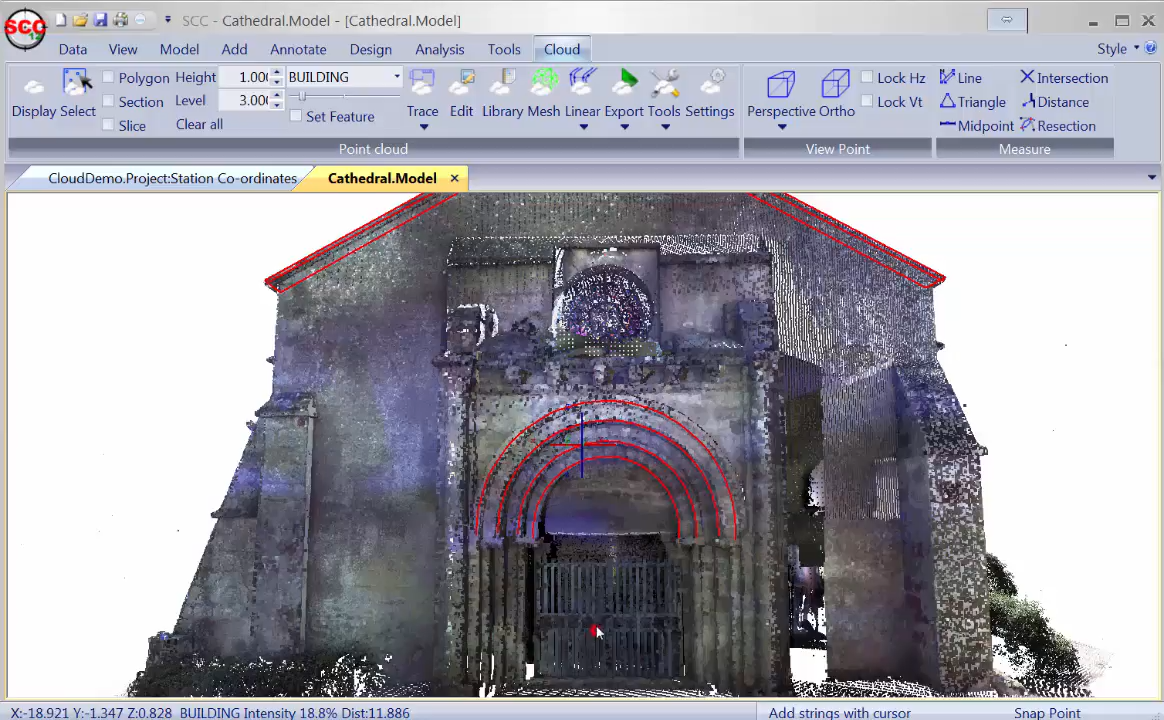 SCC
12
SCC - Cathedral.Model - [Cathedral.Model]
Data View Model Add Annotate Design Analysis Tools Cloud Style
Polygon Height 1.000 BUILDING Lock Hz Line Intersection
Display Select Section Level 3.000 Set Feature Trace Edit Library Mesh Linear Export Tools Settings Perspective Ortho Lock Vt Triangle Distance
Slice Clear all Midpoint Resection
Point cloud View Point Measure
CloudDemo.Project:Station Co-ordinates Cathedral.Model
X:-18.921 Y:-1.347 Z:0.828 BUILDING Intensity 18.8% Dist:11.886 Add strings with cursor Snap Point